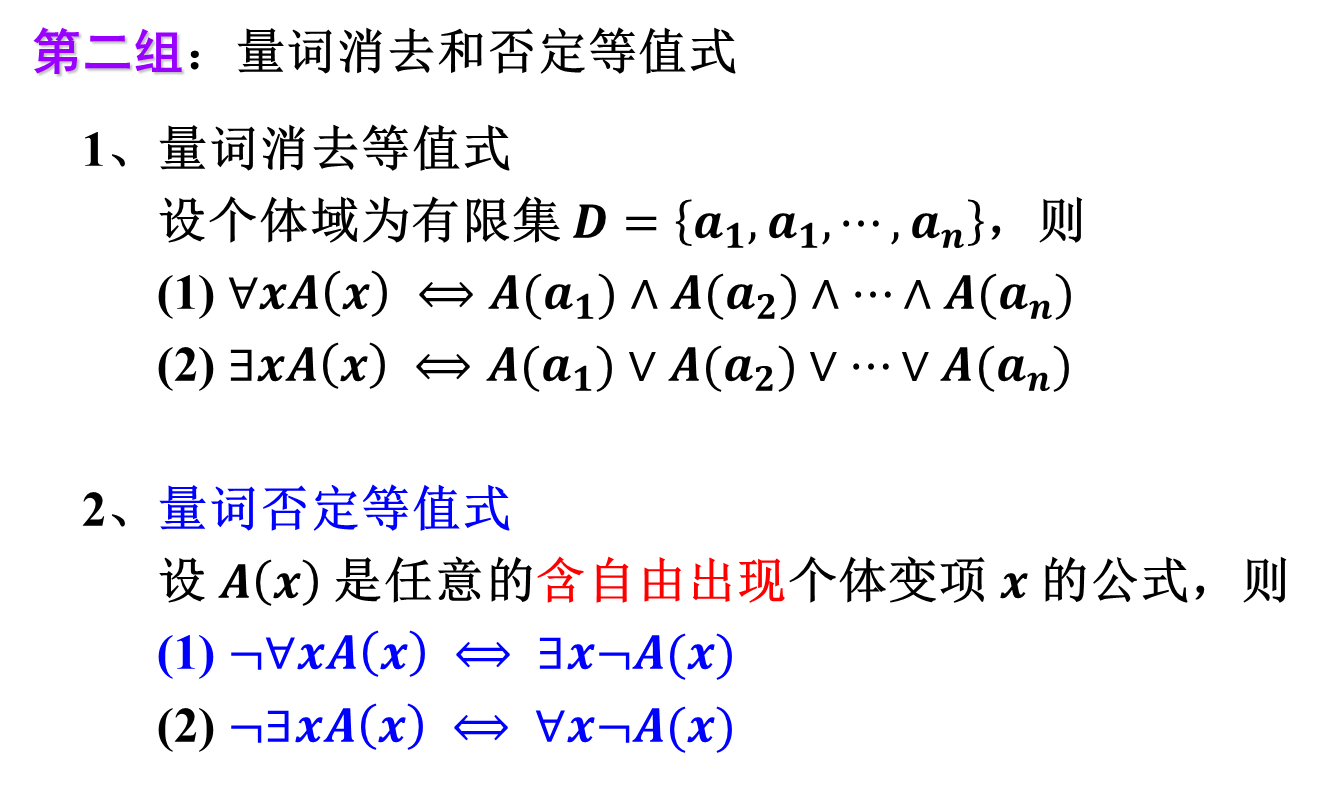 第二组：量词消去和否定等值式
1、量词消去等值式
设个体域为有限集 D = {a₁, a₁, ⋯ , aₙ}，则
(1) ∀xA(x) ⟺ A(a₁) ∧ A(a₂) ∧ ⋯ ∧ A(aₙ)
(2) ∃xA(x) ⟺ A(a₁) ∨ A(a₂) ∨ ⋯ ∨ A(aₙ)
2、量词否定等值式
设 A(x) 是任意的含自由出现个体变项 x 的公式，则
(1) ¬∀xA(x) ⟺ ∃x¬A(x)
(2) ¬∃xA(x) ⟺ ∀x¬A(x)